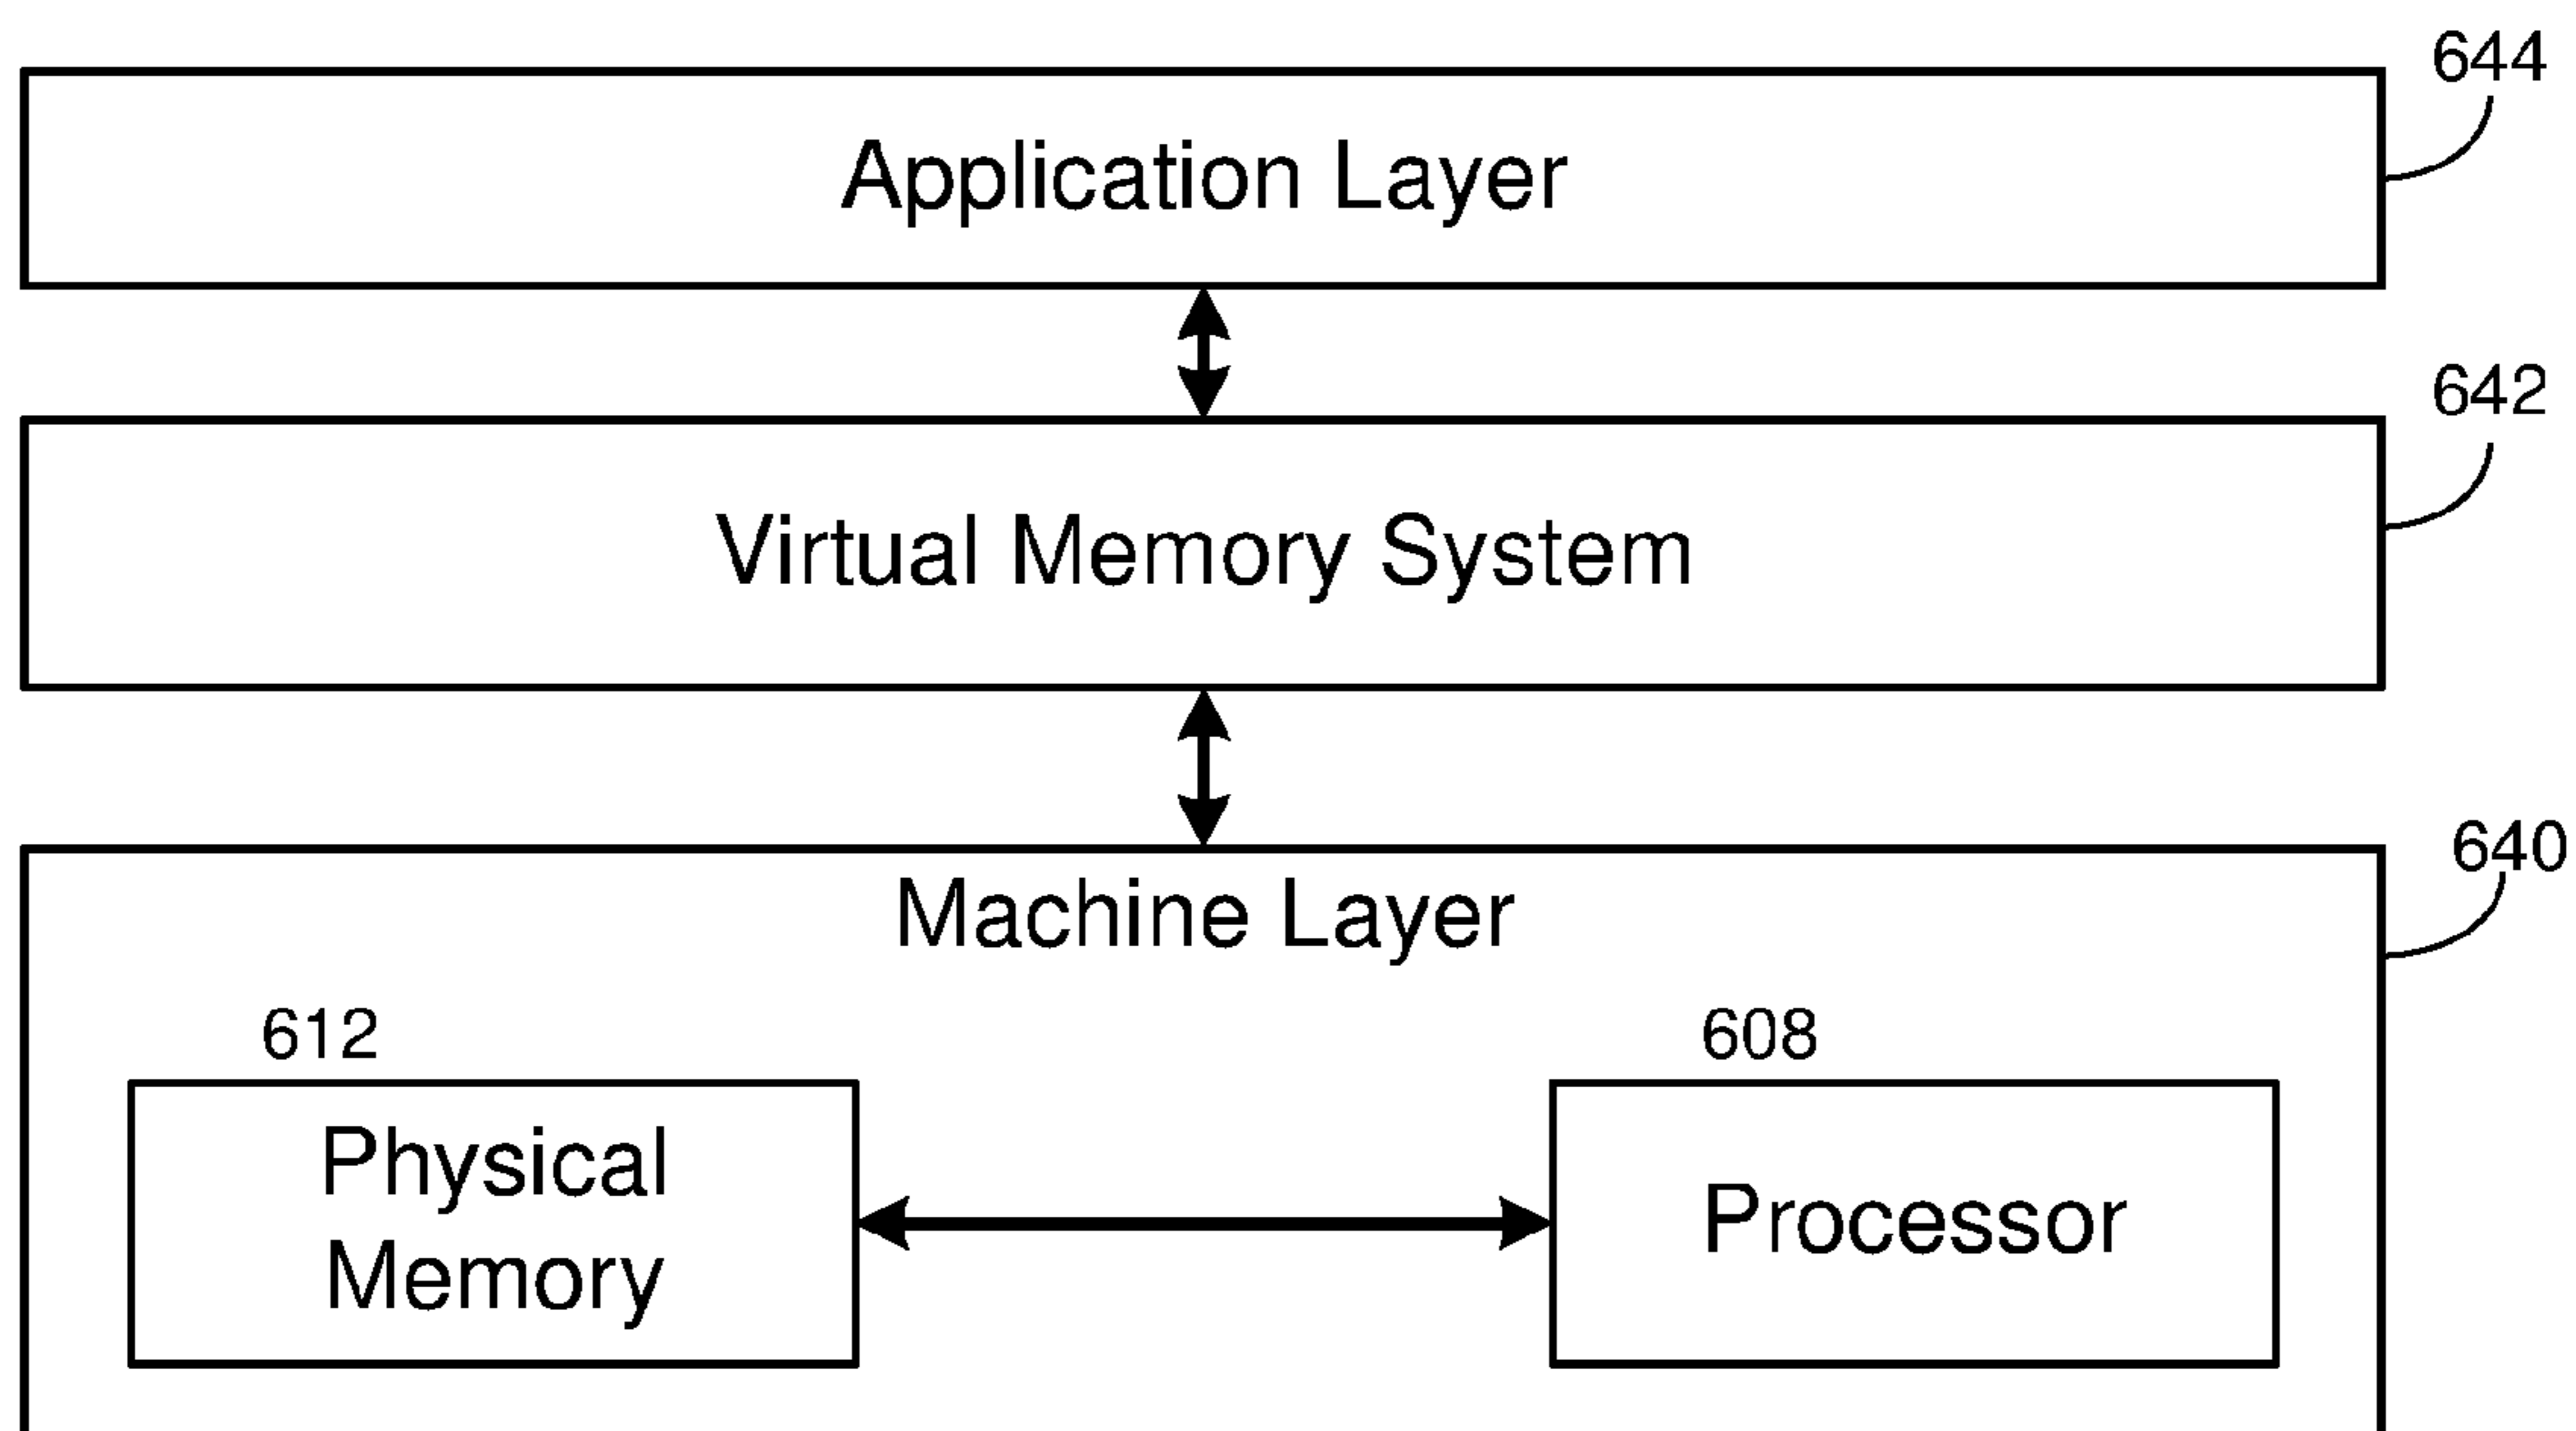 644
Application Layer
642
Virtual Memory System
640
Machine Layer
612
608
Physical
Memory
Processor